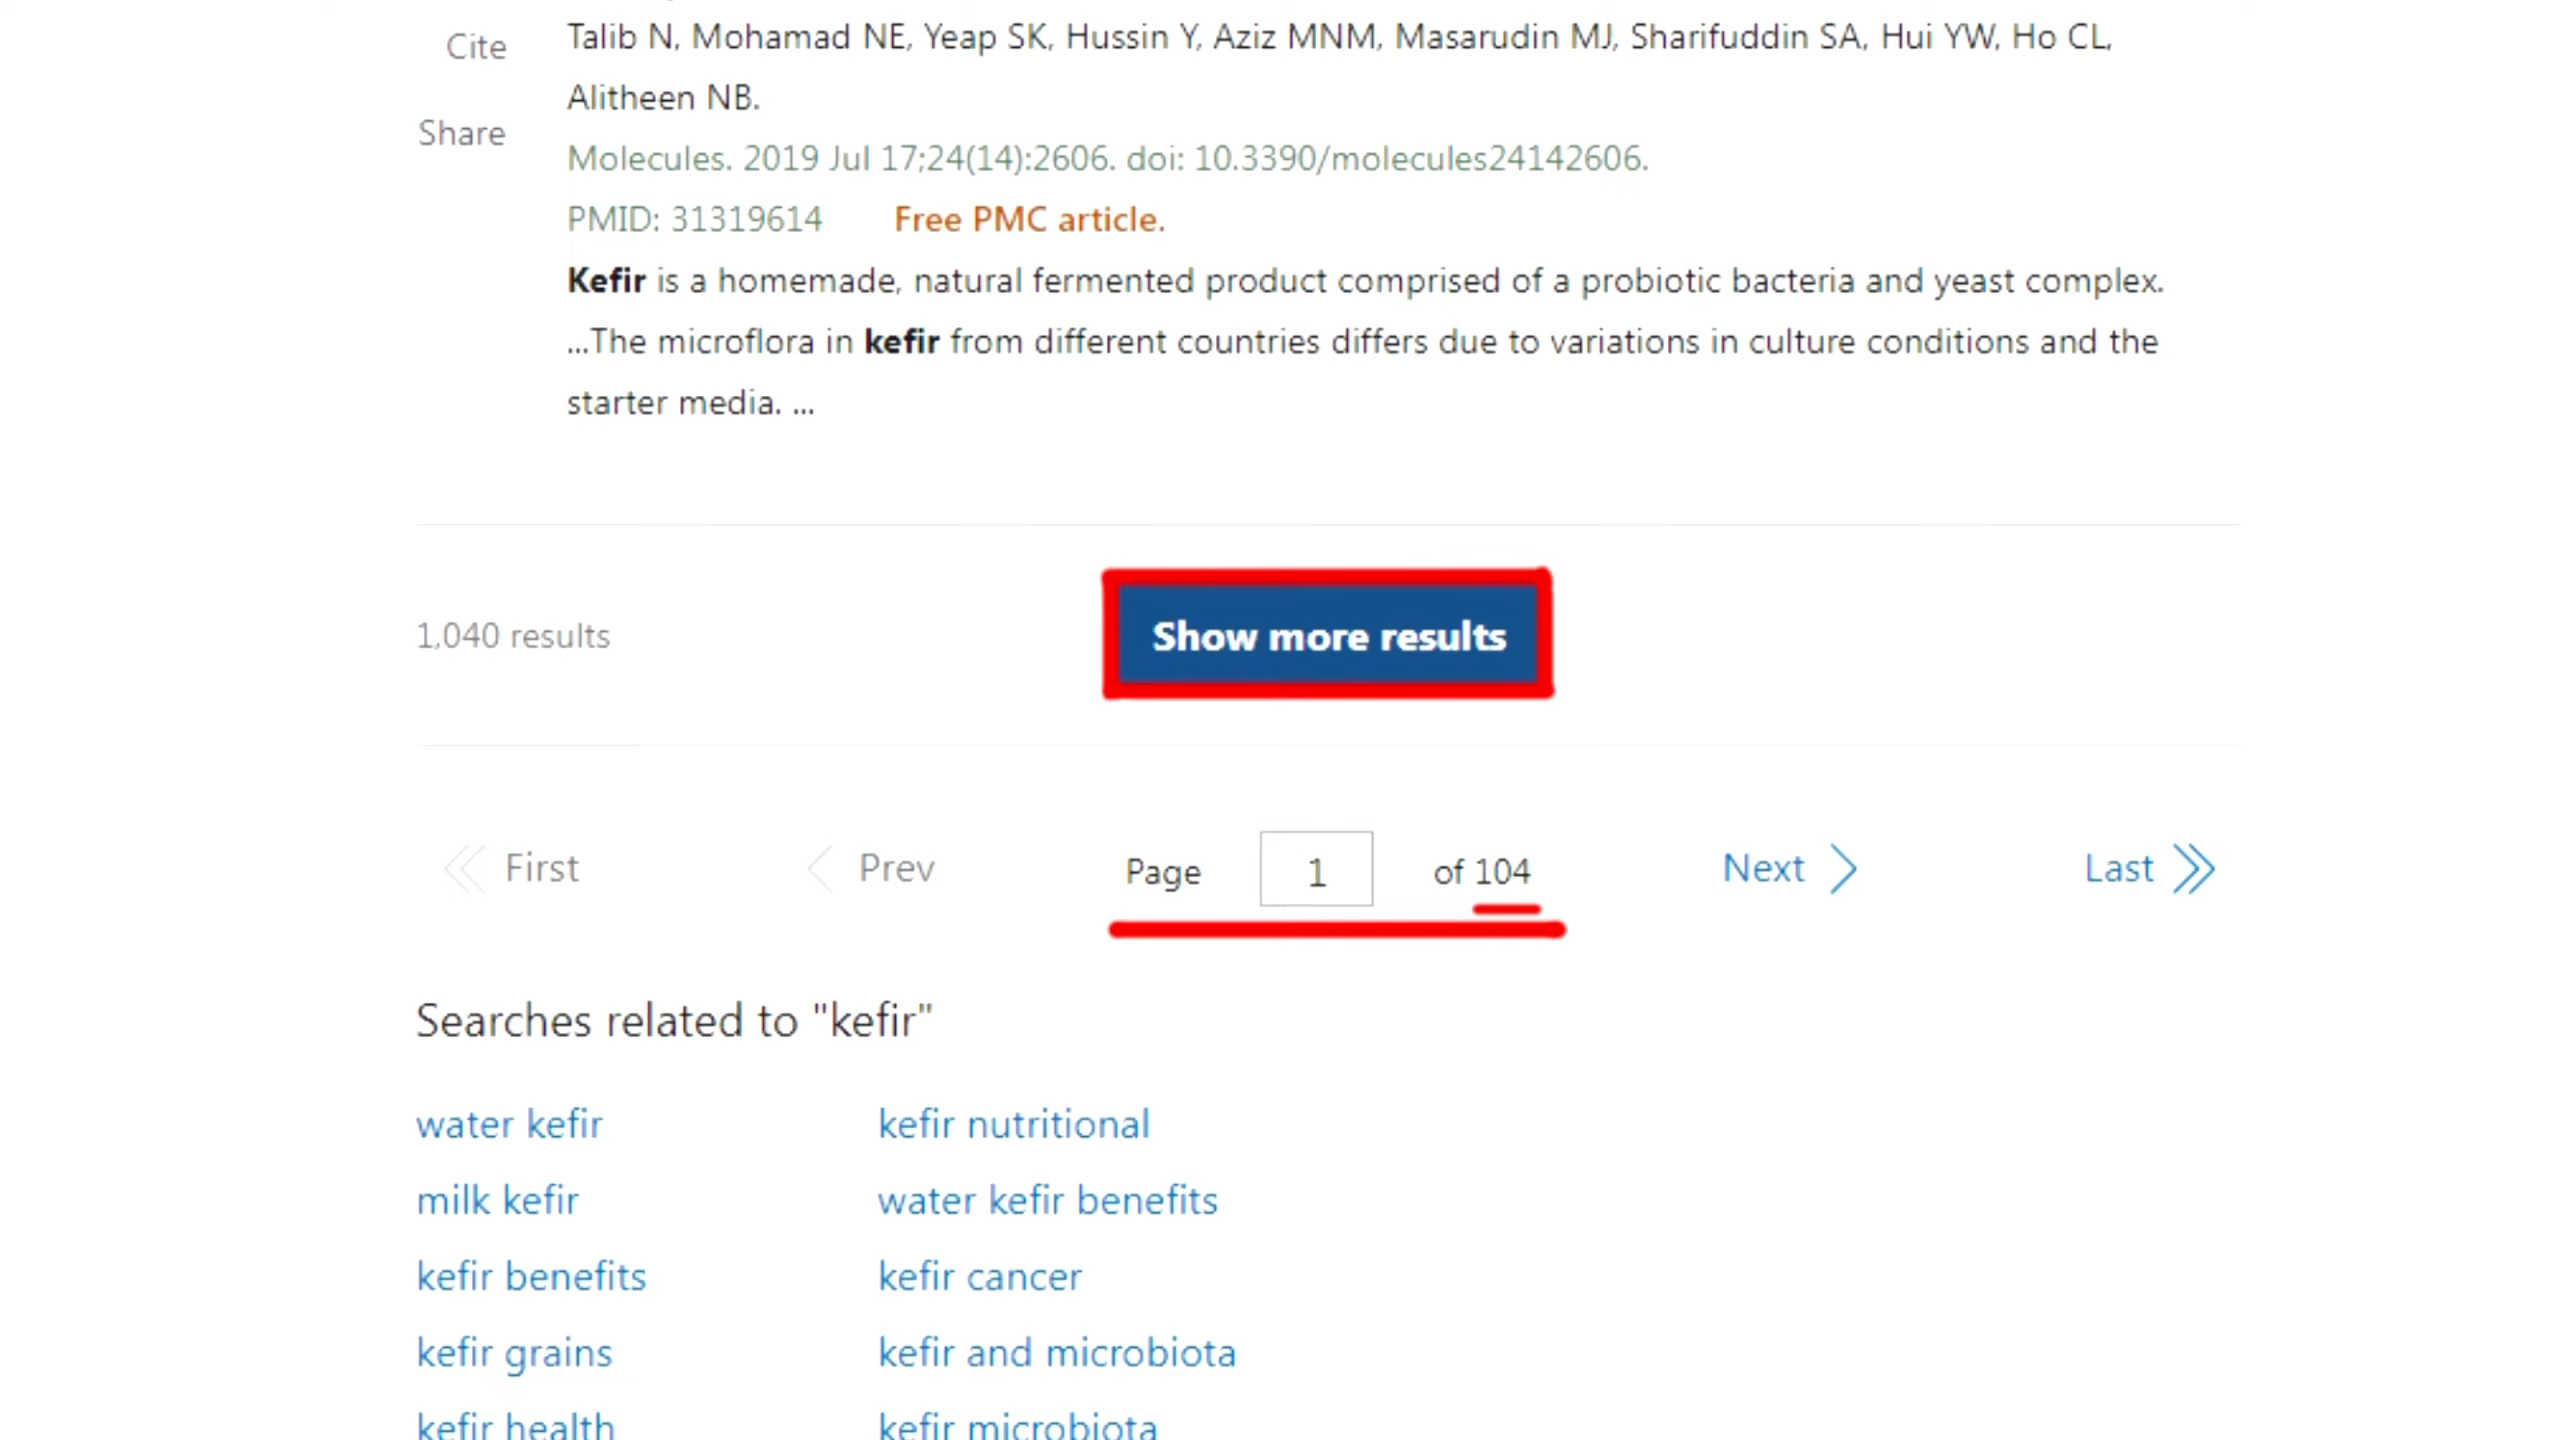 Cite
Share
Talib N, Mohamad NE, Yeap SK, Hussin Y, Aziz MNM, Masarudin MJ, Sharifuddin SA, Hui YW, Ho CL,
Alitheen NB.
Molecules. 2019 Jul 17;24(14):2606. doi: 10.3390/molecules24142606.
PMID: 31319614 Free PMC article.
Kefir is a homemade, natural fermented product comprised of a probiotic bacteria and yeast complex.
...The microflora in kefir from different countries differs due to variations in culture conditions and the
starter media. ...
1,040 results
Show more results
First Prev Page 1 of 104 Next Last
Searches related to "kefir"
water kefir
milk kefir
kefir benefits
kefir grains
kefir health
kefir nutritional
water kefir benefits
kefir cancer
kefir and microbiota
kefir microbiota